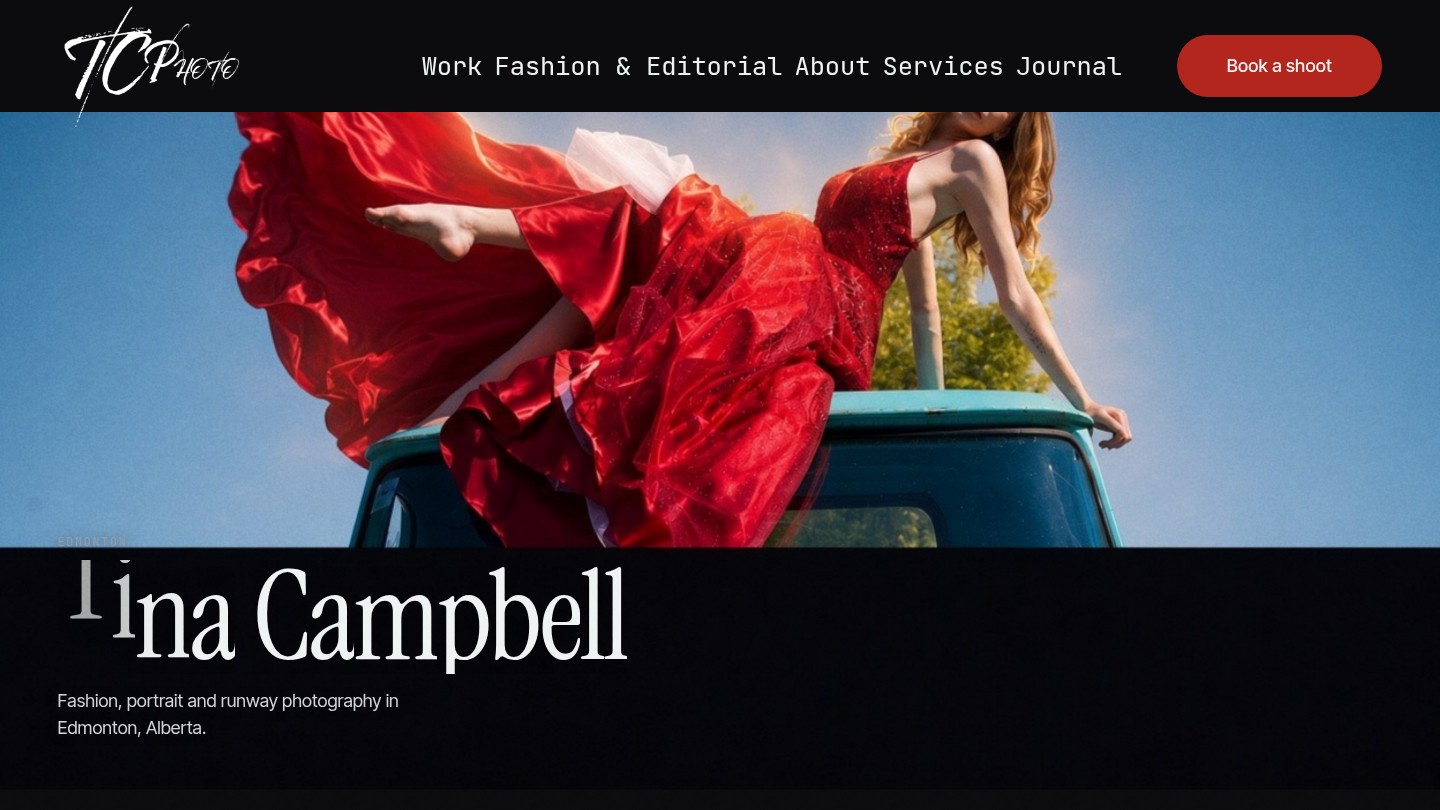 TCPHOTO
Work Fashion & Editorial About Services Journal
Book a shoot
EDMONTON
Tina Campbell
Fashion, portrait and runway photography in
Edmonton, Alberta.